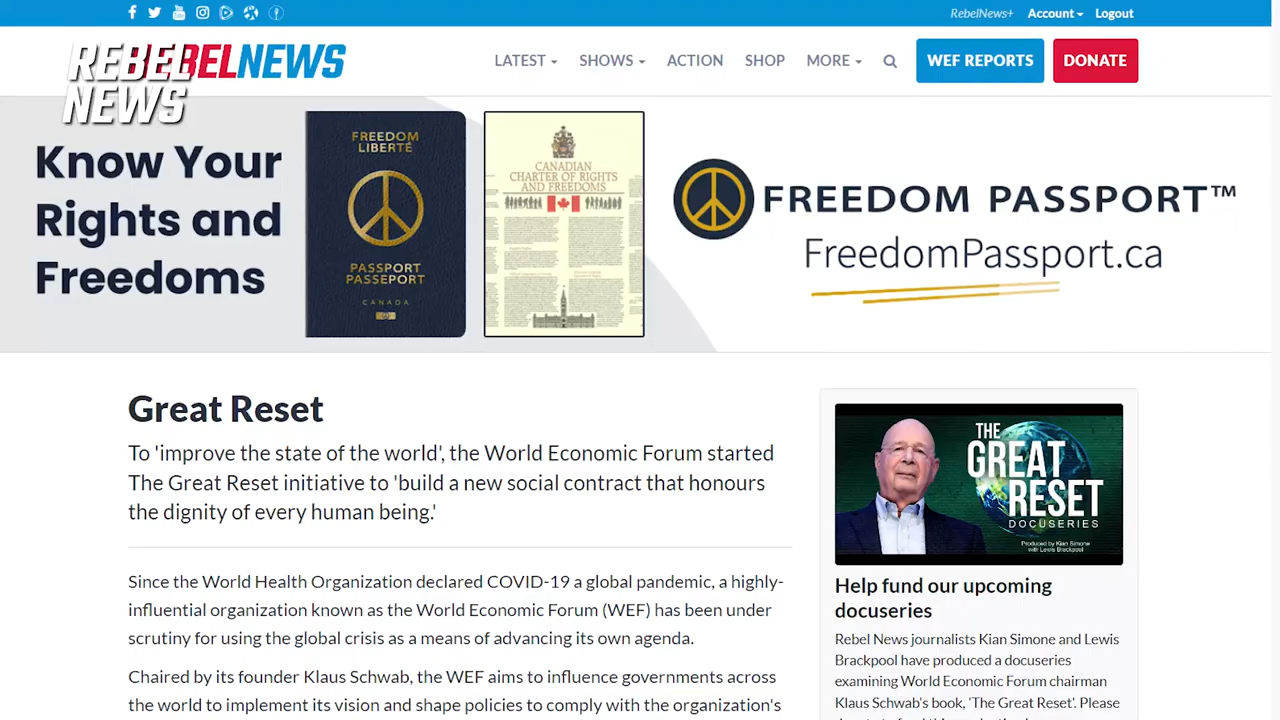 RebelNews+ Account Logout
REBEL NEWS
REBELNEWS
LATEST SHOWS ACTION SHOP MORE WEF REPORTS DONATE
Know Your
Rights and
Freedoms
FREEDOM
LIBERTÉ
PASSPORT
PASSEPORT
CANADA
CANADIAN
CHARTER OF RIGHTS
AND FREEDOMS
FREEDOM PASSPORT™
FreedomPassport.ca
Great Reset
To 'improve the state of the world', the World Economic Forum started
The Great Reset initiative to 'build a new social contract that honours
the dignity of every human being.'
Since the World Health Organization declared COVID-19 a global pandemic, a highly-
influential organization known as the World Economic Forum (WEF) has been under
scrutiny for using the global crisis as a means of advancing its own agenda.
Chaired by its founder Klaus Schwab, the WEF aims to influence governments across
the world to implement its vision and shape policies to comply with the organization's
THE
GREAT
RESET
DOCUSERIES
Produced by Kian Simone
with Lewis Brackpool
Help fund our upcoming
docuseries
Rebel News journalists Kian Simone and Lewis
Brackpool have produced a docuseries
examining World Economic Forum chairman
Klaus Schwab's book, 'The Great Reset'. Please